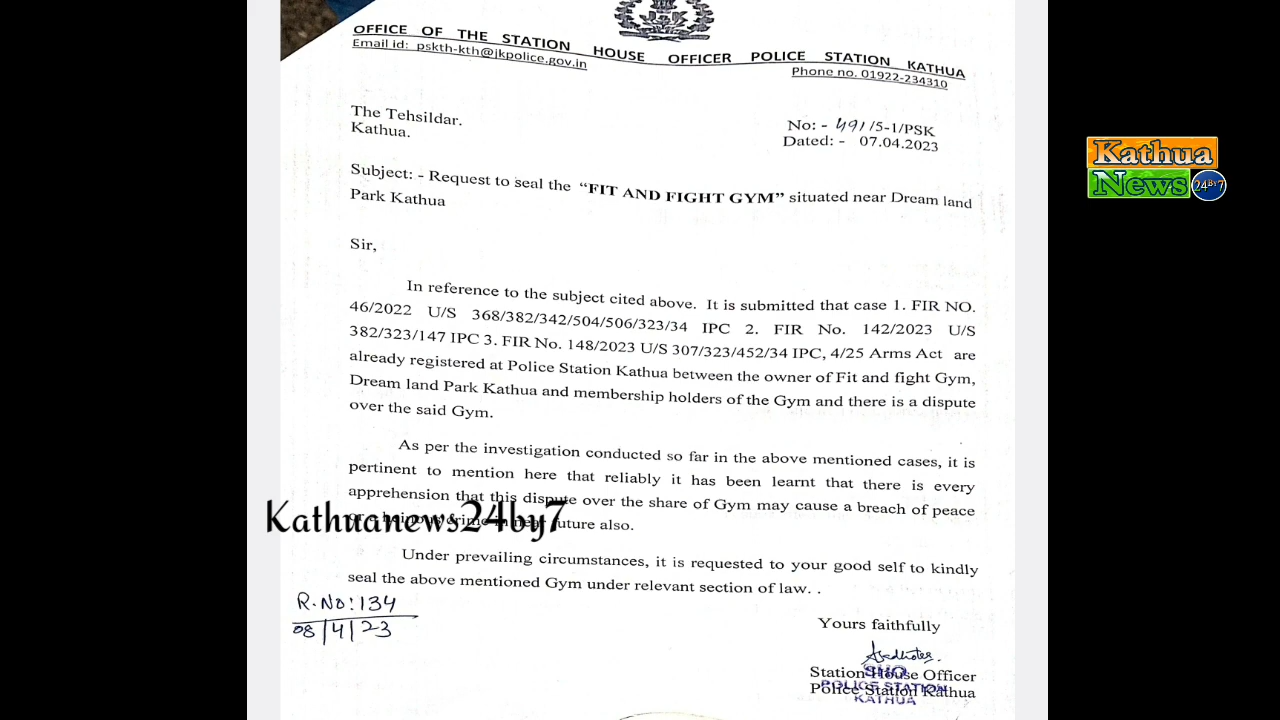 OFFICE OF THE STATION HOUSE OFFICER POLICE STATION KATHUA
Email id: pskth-kth@jkpolice.gov.in
Phone no. 01922-234310
The Tehsildar.
Kathua.
No: - 491/5-1/PSK
Dated: - 07.04.2023
Kathua
News 24BY7
Subject: - Request to seal the “FIT AND FIGHT GYM” situated near Dream land
Park Kathua
Sir,
In reference to the subject cited above. It is submitted that case 1. FIR NO.
46/2022 U/S 368/382/342/504/506/323/34 IPC 2. FIR No. 142/2023 U/S
382/323/147 IPC 3. FIR No. 148/2023 U/S 307/323/452/34 IPC, 4/25 Arms Act are
already registered at Police Station Kathua between the owner of Fit and fight Gym,
Dream land Park Kathua and membership holders of the Gym and there is a dispute
over the said Gym.
As per the investigation conducted so far in the above mentioned cases, it is
pertinent to mention here that reliably it has been learnt that there is every
apprehension that this dispute over the share of Gym may cause a breach of peace
or a heinous crime in near future also.
Kathuanews24by7
Under prevailing circumstances, it is requested to your good self to kindly
seal the above mentioned Gym under relevant section of law. .
R.No:134
08/4/23
Yours faithfully
Station House Officer
Police Station Kathua
SHO
POLICE STATION
KATHUA